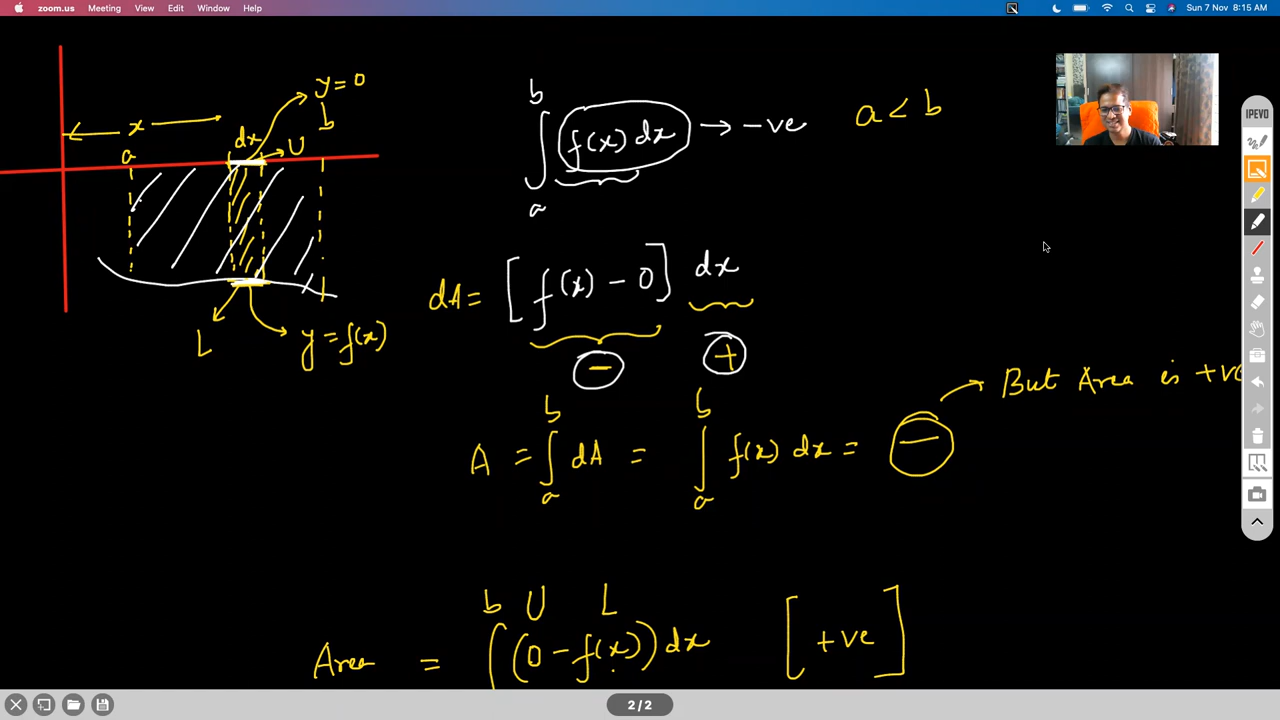 zoom.us Meeting View Edit Window Help Sun 7 Nov 8:15 AM
y = 0
x
a
dx
U
b
L
y = f(x)
b
∫ f(x) dx → -ve a < b
a
dA = [f(x) - 0] dx
- +
b b
A = ∫ dA = ∫ f(x) dx = - → But Area is +ve
a a
b U L
Area = ∫ (0 - f(x)) dx [+ve]
IPEVO
2/2